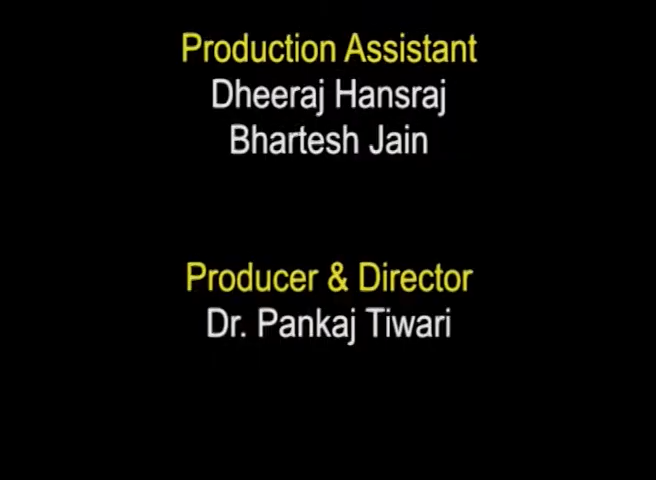 Production Assistant
Dheeraj Hansraj
Bhartesh Jain
Producer & Director
Dr. Pankaj Tiwari